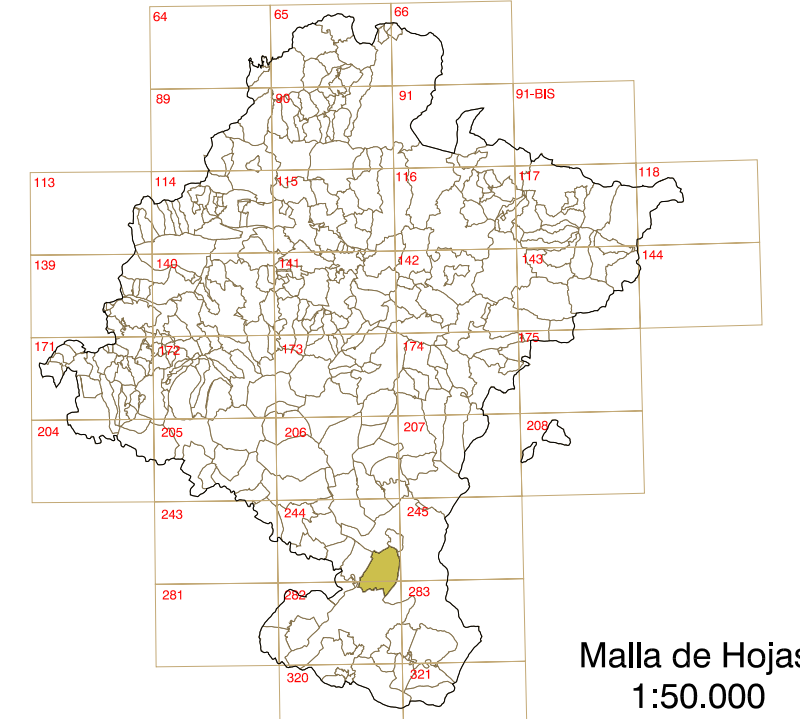 64 65 66
89 90 91 91-BIS
113 114 115 116 117 118
139 140 141 142 143 144
171 172 173 174 175
204 205 206 207 208
243 244 245
281 282 283
320 321
Malla de Hojas
1:50.000